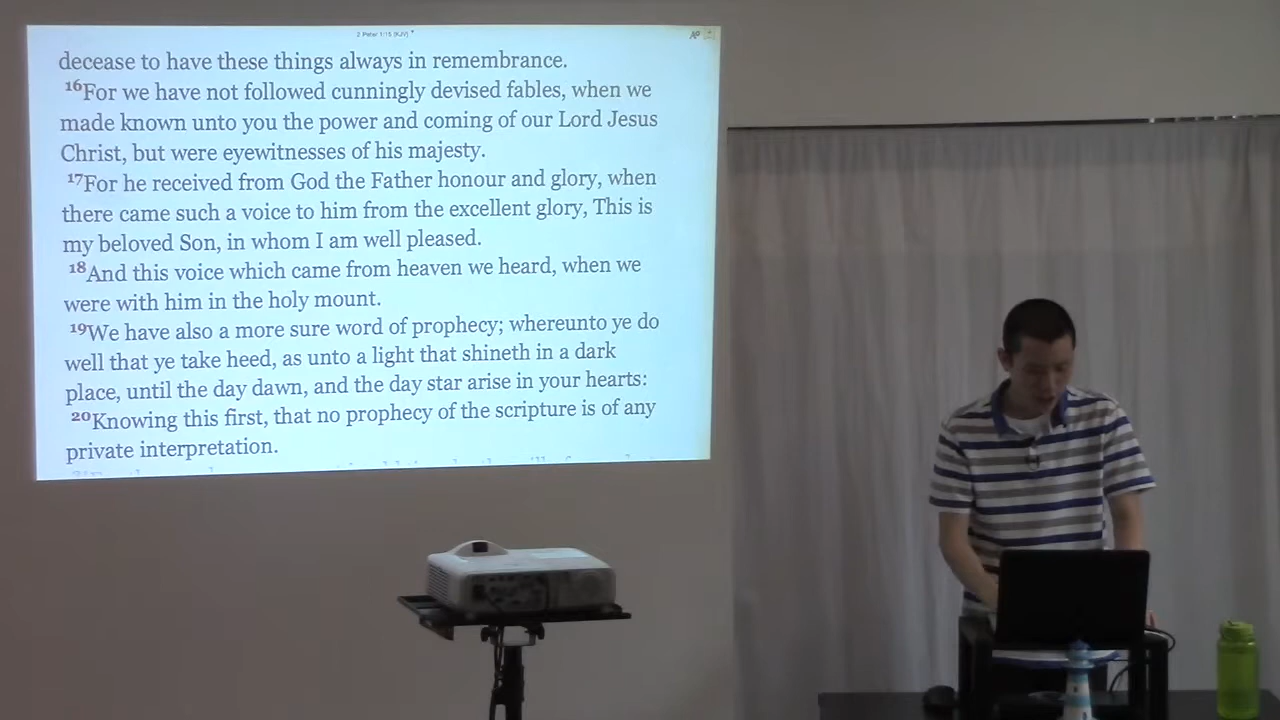 2 Peter 1:15 (KJV)
decease to have these things always in remembrance.
16For we have not followed cunningly devised fables, when we
made known unto you the power and coming of our Lord Jesus
Christ, but were eyewitnesses of his majesty.
17For he received from God the Father honour and glory, when
there came such a voice to him from the excellent glory, This is
my beloved Son, in whom I am well pleased.
18And this voice which came from heaven we heard, when we
were with him in the holy mount.
19We have also a more sure word of prophecy; whereunto ye do
well that ye take heed, as unto a light that shineth in a dark
place, until the day dawn, and the day star arise in your hearts:
20Knowing this first, that no prophecy of the scripture is of any
private interpretation.